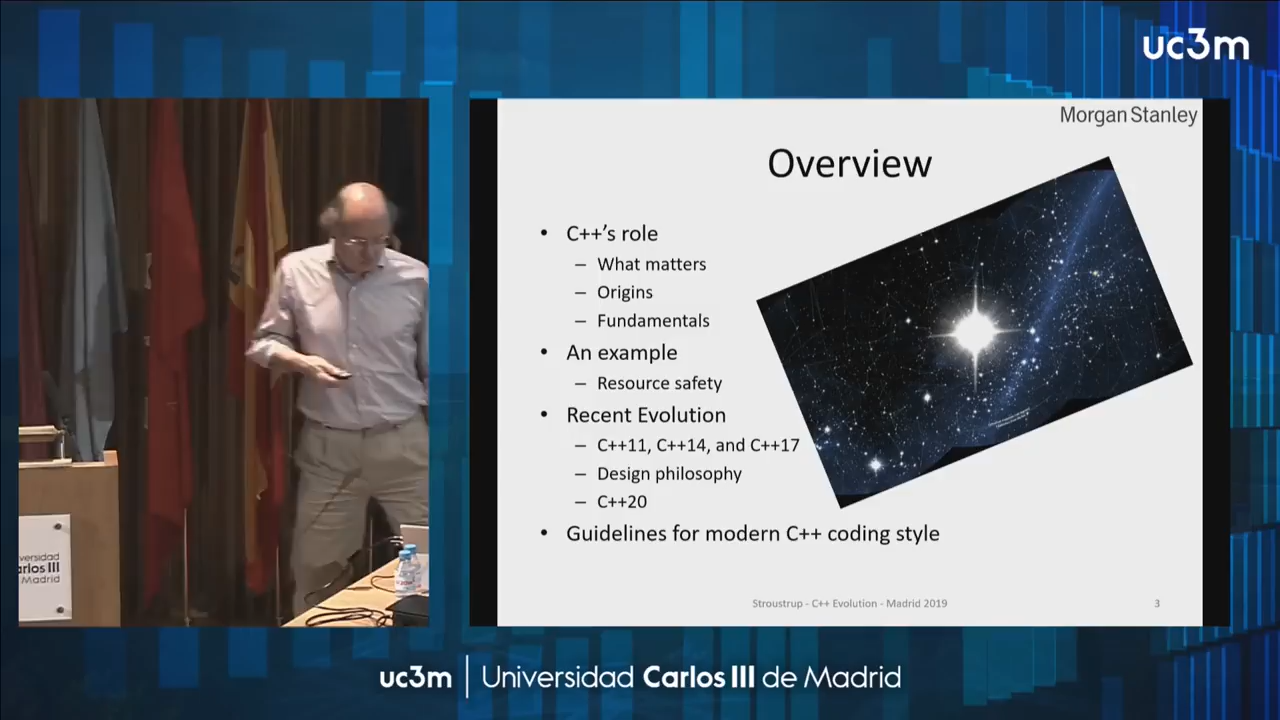 uc3m
Morgan Stanley
Overview
• C++'s role
– What matters
– Origins
– Fundamentals
• An example
– Resource safety
• Recent Evolution
– C++11, C++14, and C++17
– Design philosophy
– C++20
• Guidelines for modern C++ coding style
Stroustrup - C++ Evolution - Madrid 2019
3
versidad
arlos III
Madrid
uc3m | Universidad Carlos III de Madrid